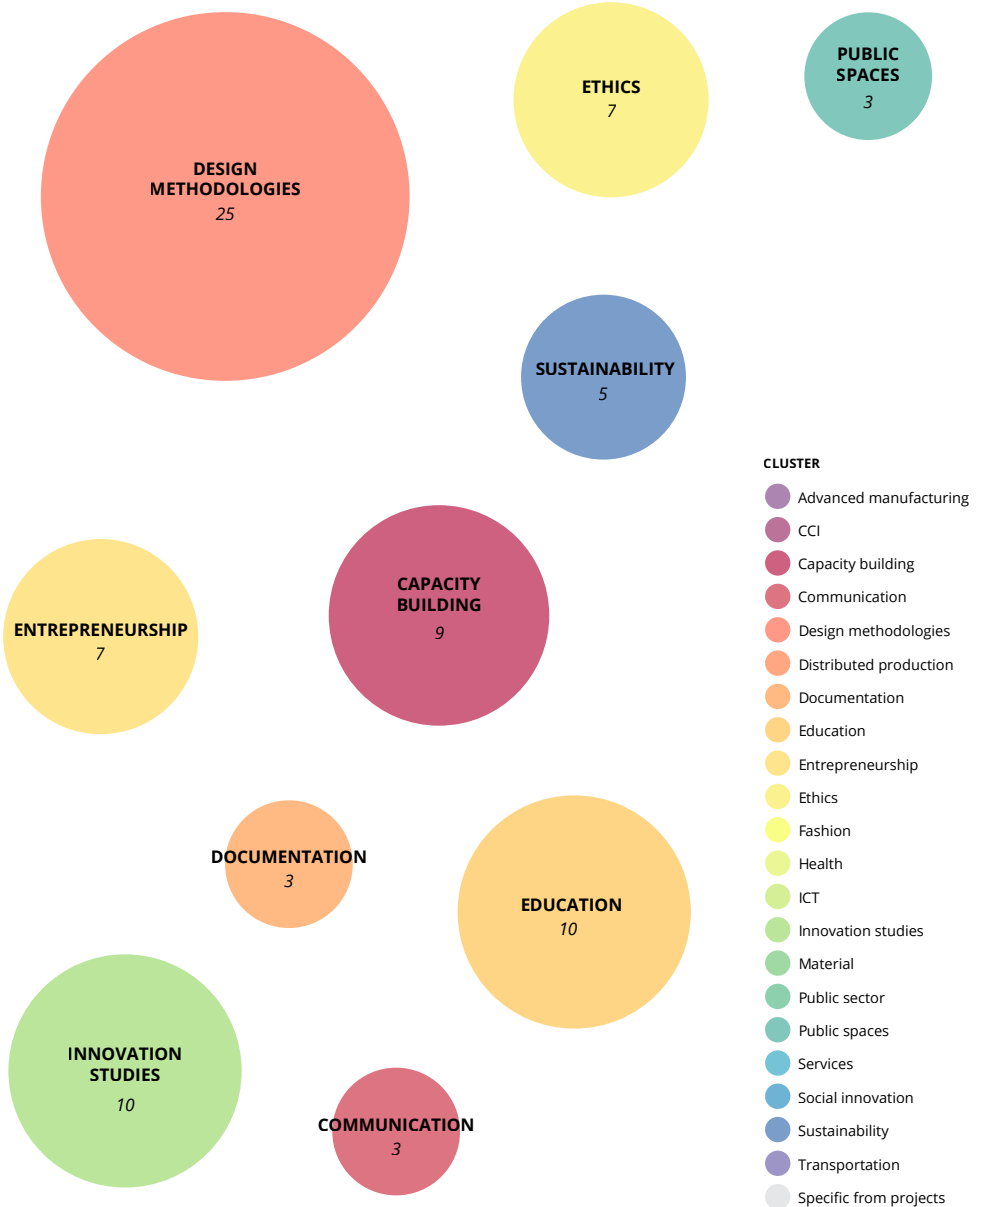 DESIGN
METHODOLOGIES
25
ETHICS
7
PUBLIC
SPACES
3
SUSTAINABILITY
5
ENTREPRENEURSHIP
7
CAPACITY
BUILDING
9
DOCUMENTATION
3
EDUCATION
10
INNOVATION
STUDIES
10
COMMUNICATION
3
CLUSTER
Advanced manufacturing
CCI
Capacity building
Communication
Design methodologies
Distributed production
Documentation
Education
Entrepreneurship
Ethics
Fashion
Health
ICT
Innovation studies
Material
Public sector
Public spaces
Services
Social innovation
Sustainability
Transportation
Specific from projects